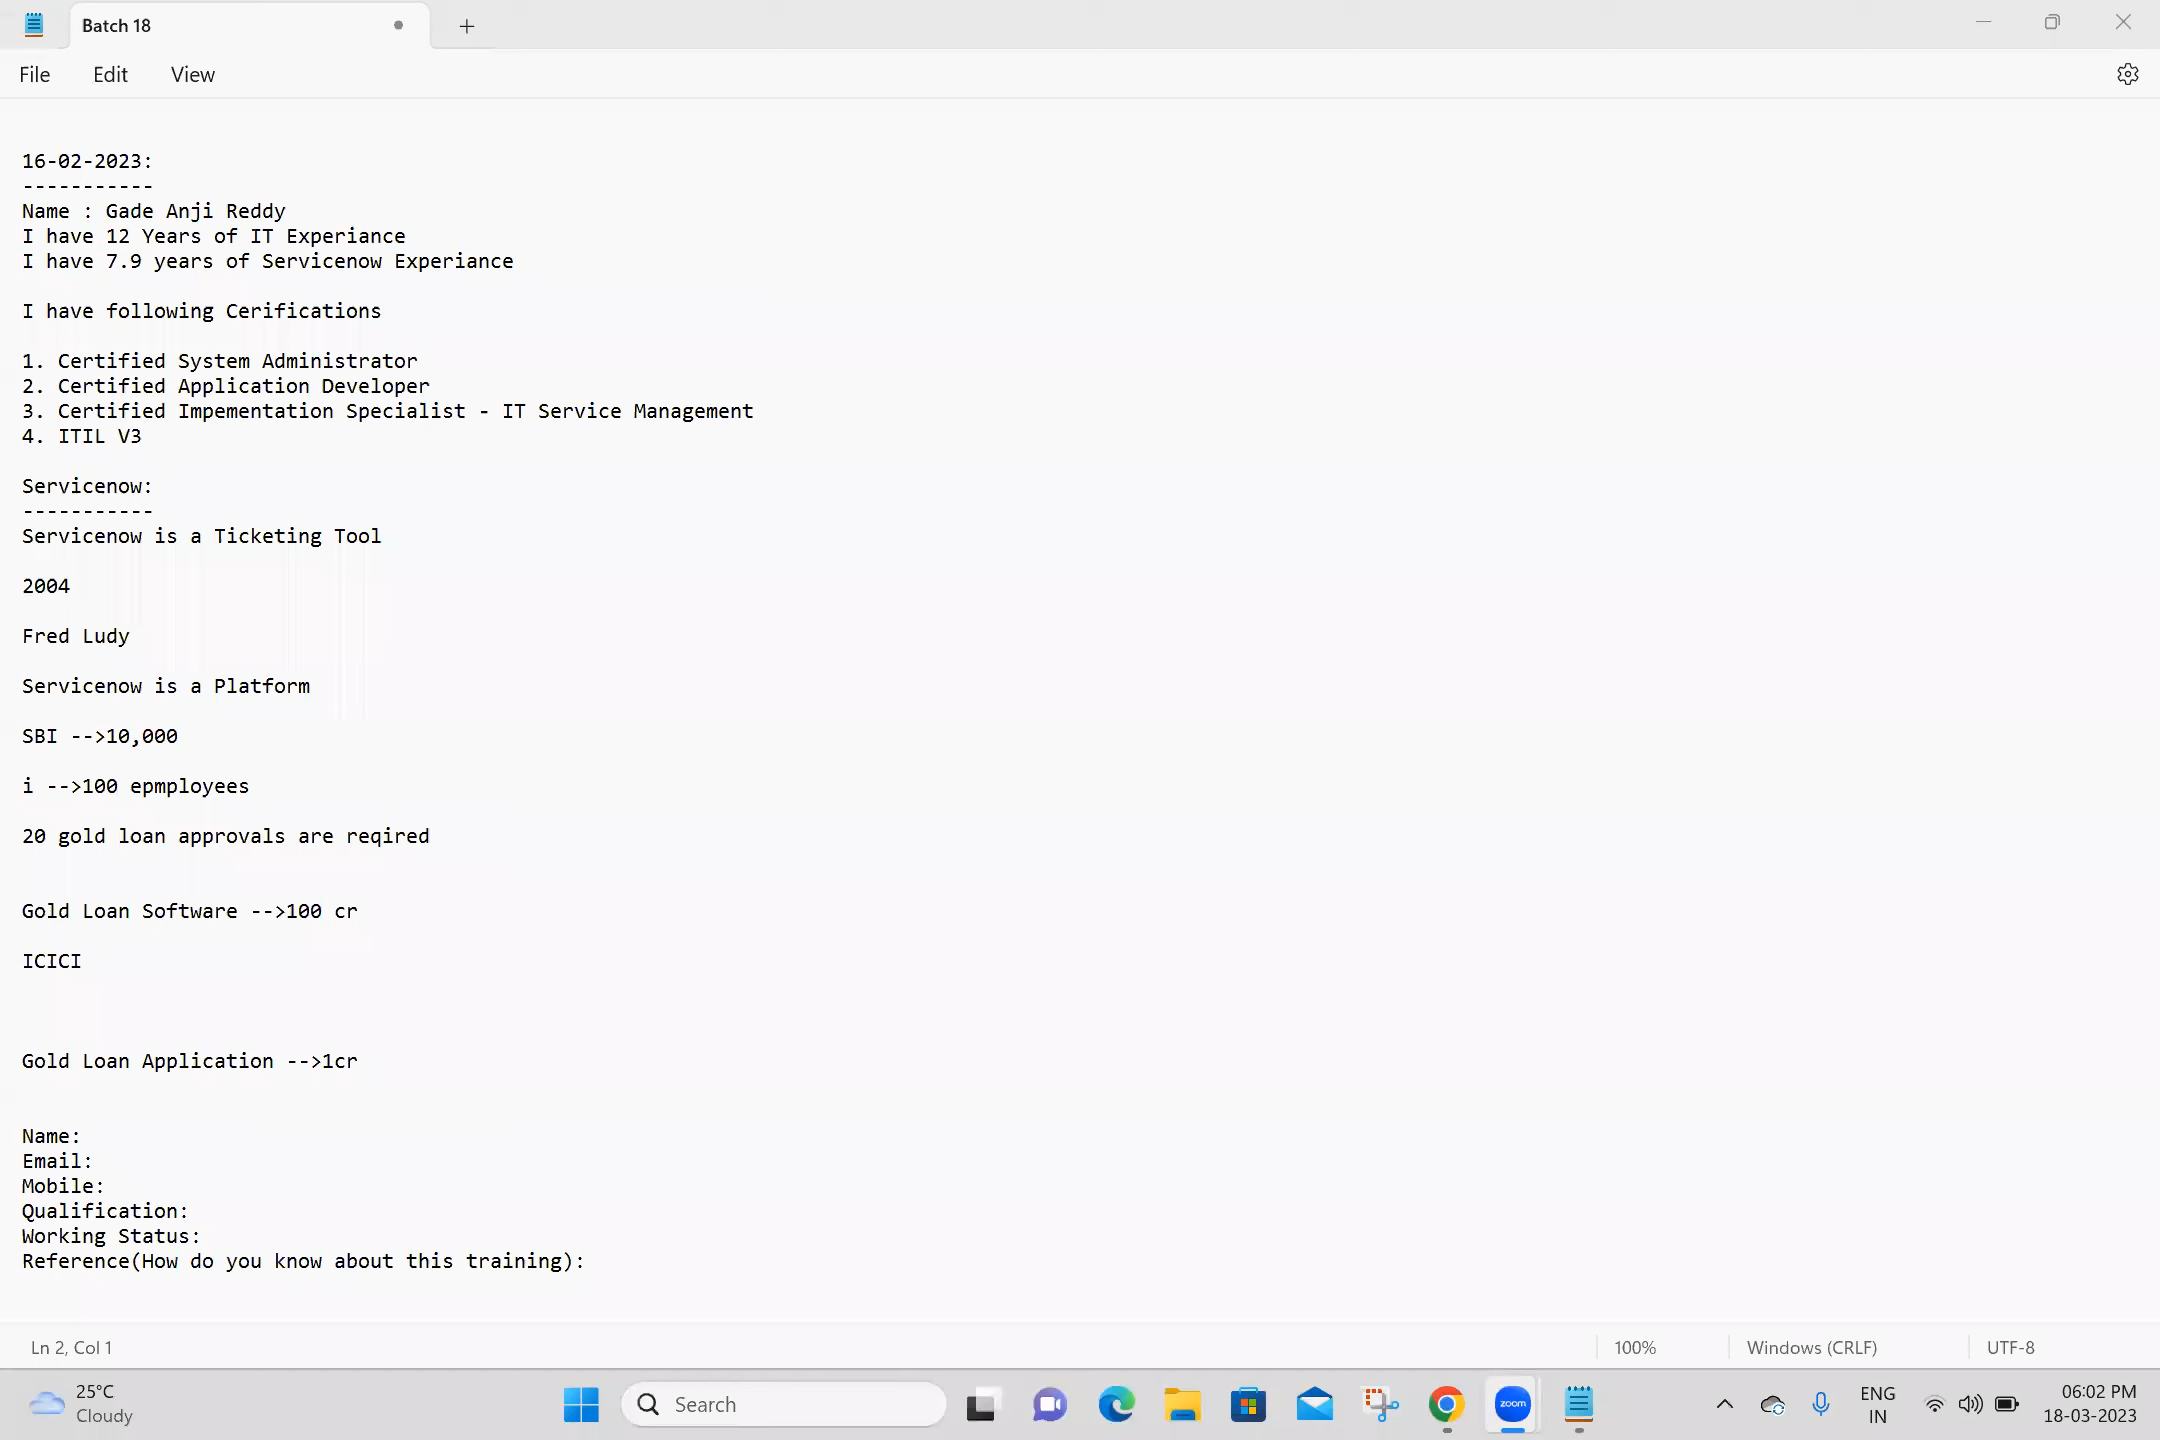 Batch 18
File Edit View
16-02-2023:
-----------
Name : Gade Anji Reddy
I have 12 Years of IT Experiance
I have 7.9 years of Servicenow Experiance
I have following Cerifications
1. Certified System Administrator
2. Certified Application Developer
3. Certified Impementation Specialist - IT Service Management
4. ITIL V3
Servicenow:
-----------
Servicenow is a Ticketing Tool
2004
Fred Ludy
Servicenow is a Platform
SBI -->10,000
i -->100 epmployees
20 gold loan approvals are reqired
Gold Loan Software -->100 cr
ICICI
Gold Loan Application -->1cr
Name:
Email:
Mobile:
Qualification:
Working Status:
Reference(How do you know about this training):
Ln 2, Col 1 100% Windows (CRLF) UTF-8
25°C
Cloudy
Search
zoom
ENG
IN
06:02 PM
18-03-2023